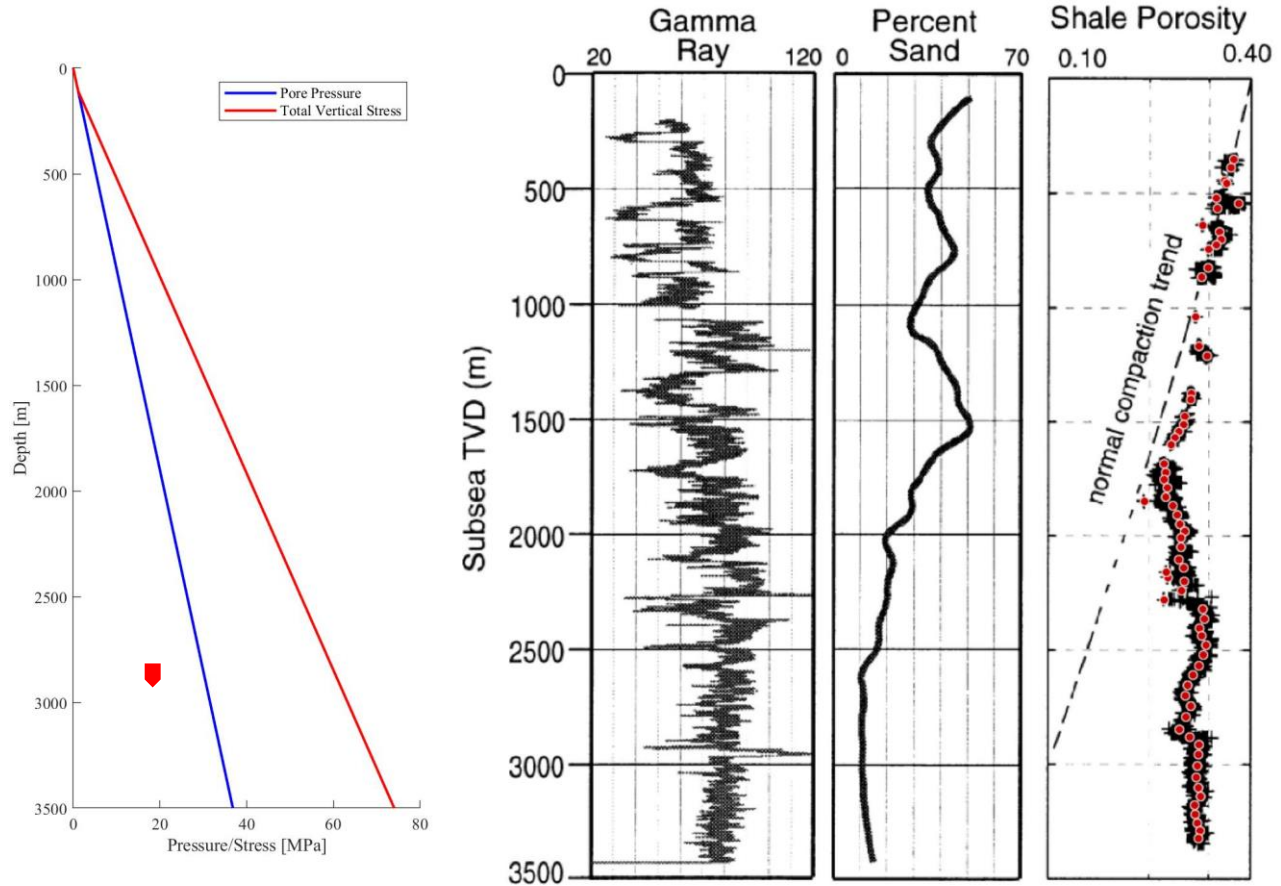 0
500
1000
1500
2000
2500
3000
3500
Depth [m]
0 20 40 60 80
Pressure/Stress [MPa]
Pore Pressure
Total Vertical Stress
Gamma
Ray
20 120
Percent
Sand
0 70
Shale Porosity
0.10 0.40
0
500
1000
1500
2000
2500
3000
3500
Subsea TVD (m)
normal compaction trend